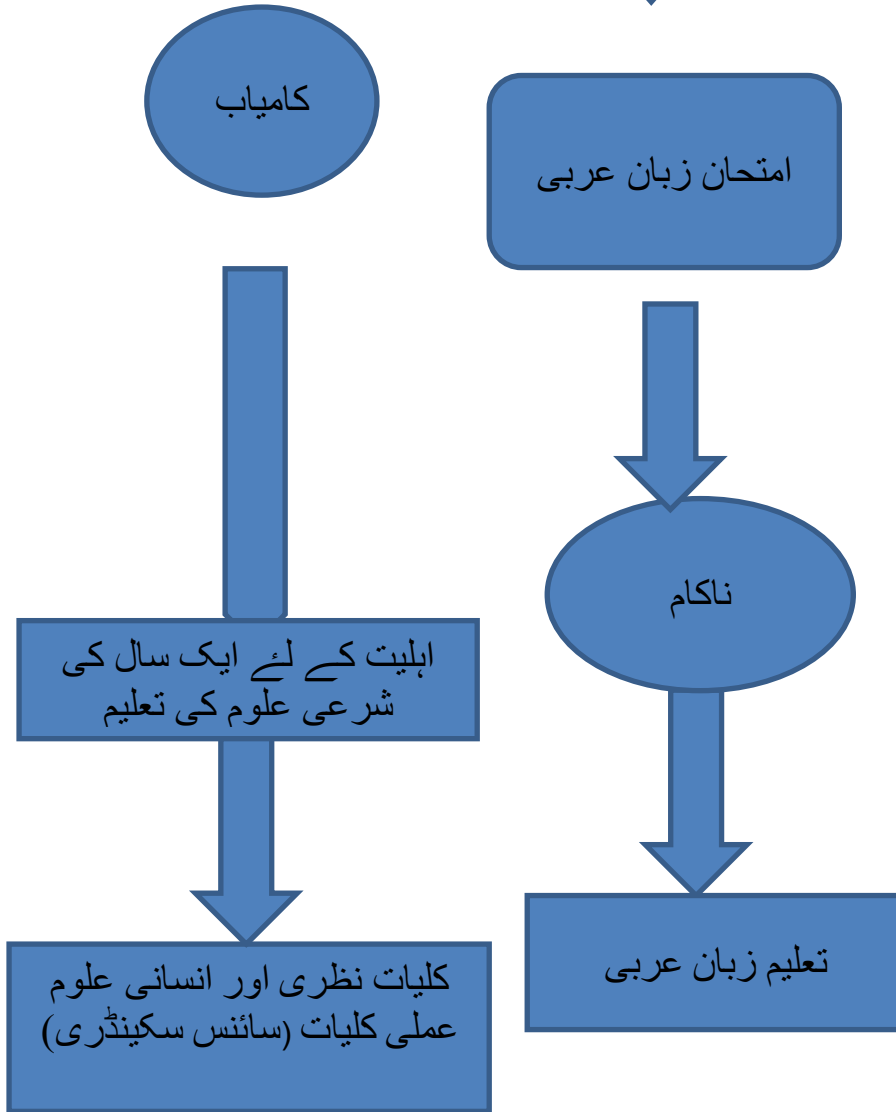 امتحان زبان عربی
کامیاب
ناکام
اہلیت کے لئے ایک سال کی
شرعی علوم کی تعلیم
تعلیم زبان عربی
کلیات نظری اور انسانی علوم
عملی کلیات (سائنس سکینڈری)